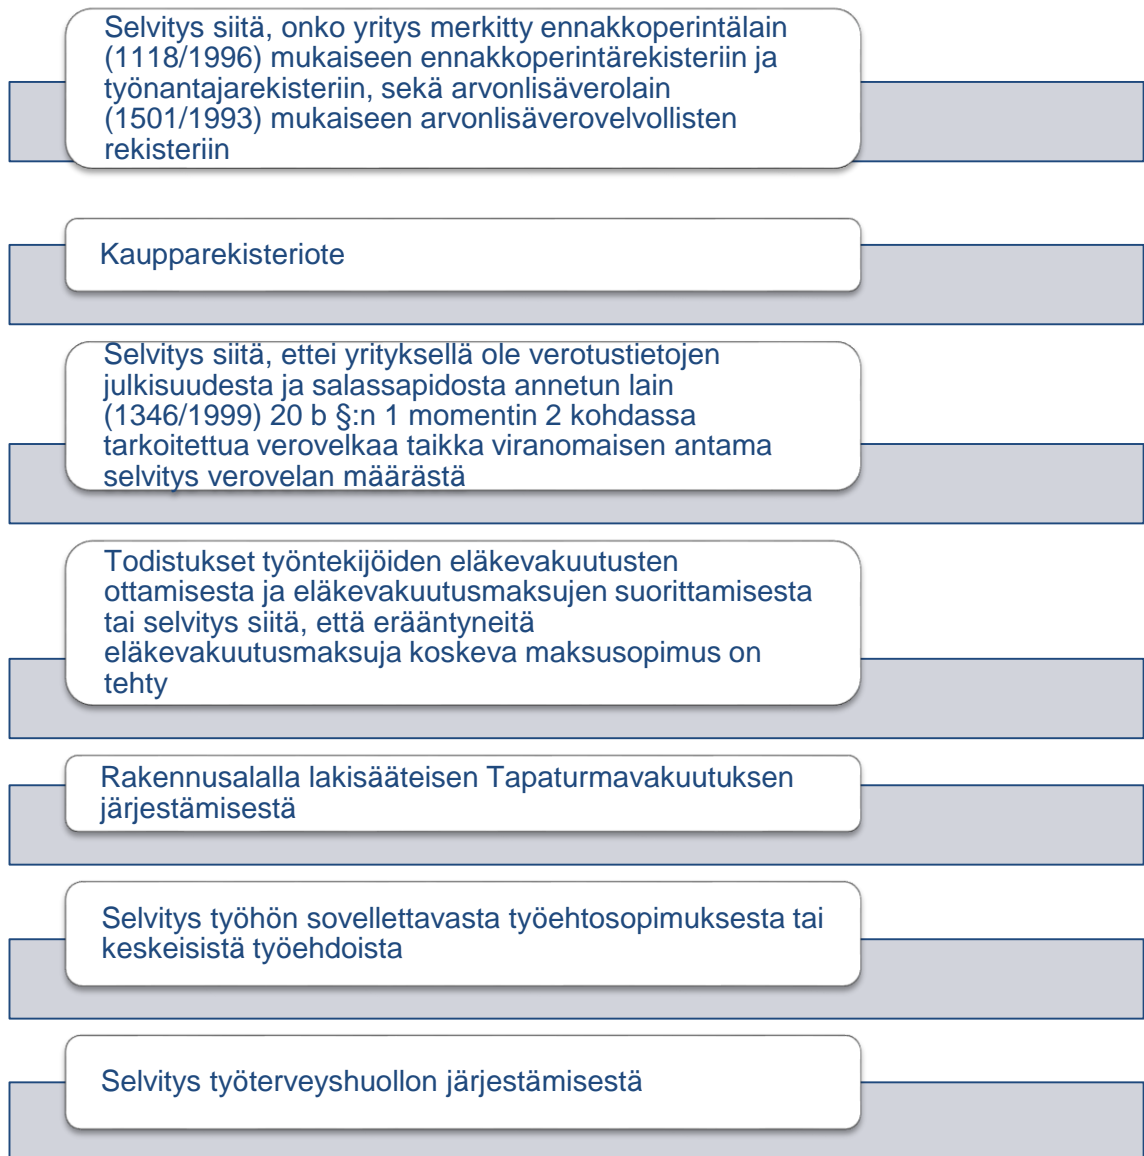 Selvitys siitä, onko yritys merkitty ennakkoperintälain
(1118/1996) mukaiseen ennakkoperintärekisteriin ja
työnantajarekisteriin, sekä arvonlisäverolain
(1501/1993) mukaiseen arvonlisäverovelvollisten
rekisteriin
Kaupparekisteriote
Selvitys siitä, ettei yrityksellä ole verotustietojen
julkisuudesta ja salassapidosta annetun lain
(1346/1999) 20 b §:n 1 momentin 2 kohdassa
tarkoitettua verovelkaa taikka viranomaisen antama
selvitys verovelan määrästä
Todistukset työntekijöiden eläkevakuutusten
ottamisesta ja eläkevakuutusmaksujen suorittamisesta
tai selvitys siitä, että erääntyneitä
eläkevakuutusmaksuja koskeva maksusopimus on
tehty
Rakennusalalla lakisääteisen Tapaturmavakuutuksen
järjestämisestä
Selvitys työhön sovellettavasta työehtosopimuksesta tai
keskeisistä työehdoista
Selvitys työterveyshuollon järjestämisestä